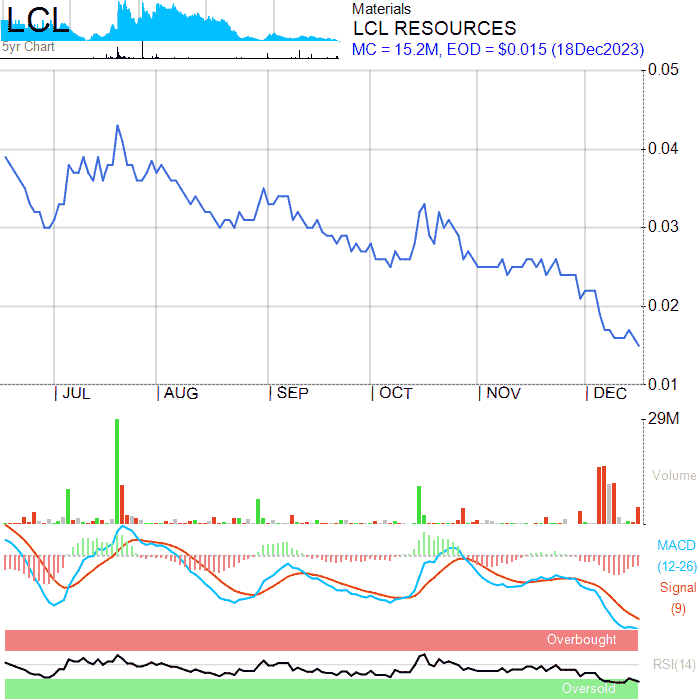 LCL
5yr Chart
Materials
LCL RESOURCES
MC = 15.2M, EOD = $0.015 (18Dec2023)
0.05
0.04
0.03
0.02
0.01
JUL AUG SEP OCT NOV DEC
29M
Volume
MACD
(12-26)
Signal
(9)
Overbought
RSI(14)
Oversold